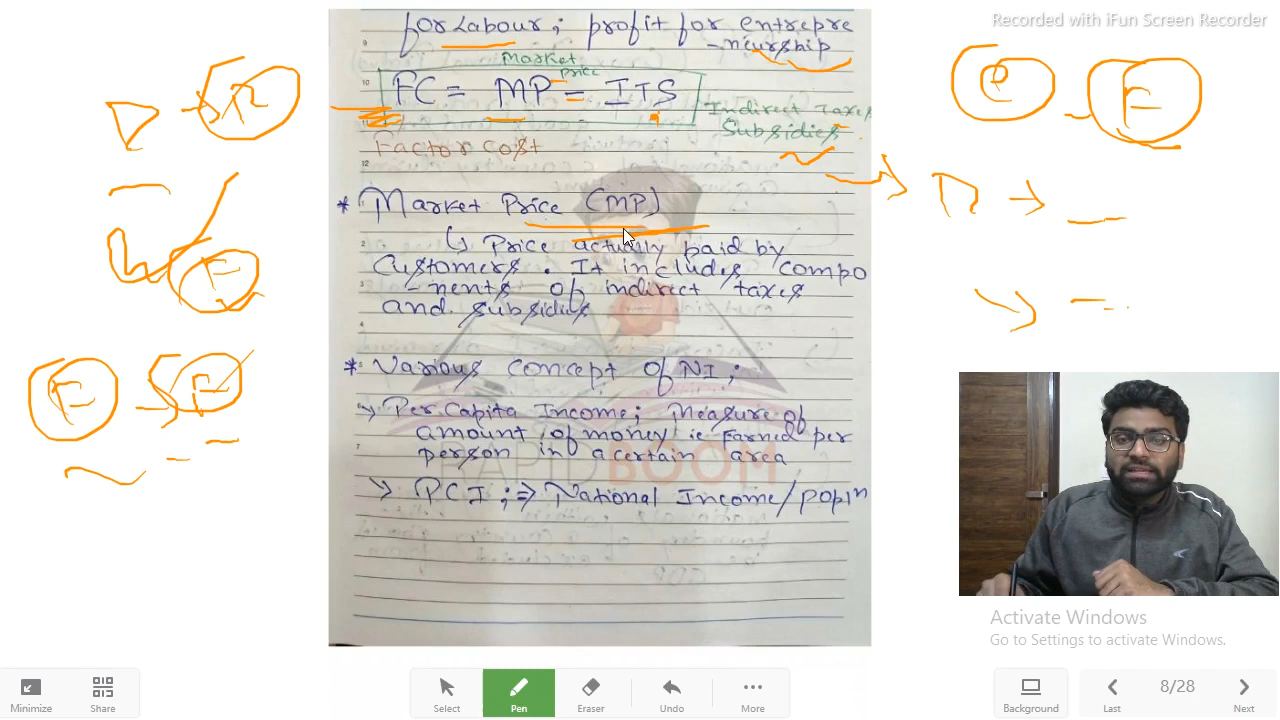 Recorded with iFun Screen Recorder
for Labour; profit for entrepre
-neurship
Market
Price
FC = MP = ITS
Indirect Taxes
Subsidies
Factor Cost
* Market Price (MP)
↳ Price actually paid by
customers. It includes compo
-nents of indirect taxes
and subsidies
* Various concept of NI;
→ Per Capita Income; Measure of
amount of money ie Earned per
person in a certain area
RAPID BOOM
→ PCI ; ⇒ National Income/popln
Activate Windows
Go to Settings to activate Windows.
Minimize
Share
Select
Pen
Eraser
Undo
More
Background
Last
8/28
Next